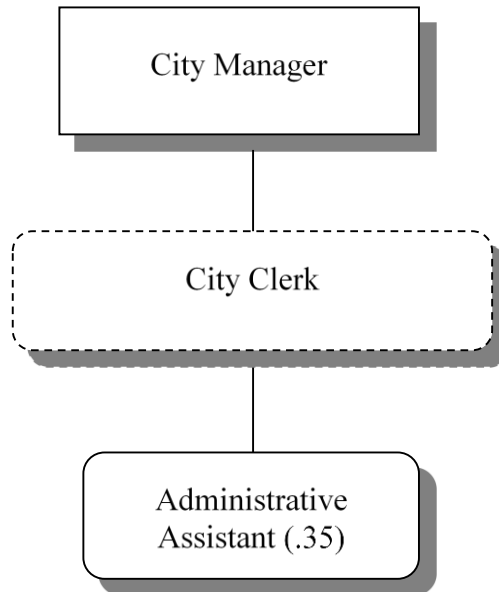 City Manager
City Clerk
Administrative
Assistant (.35)